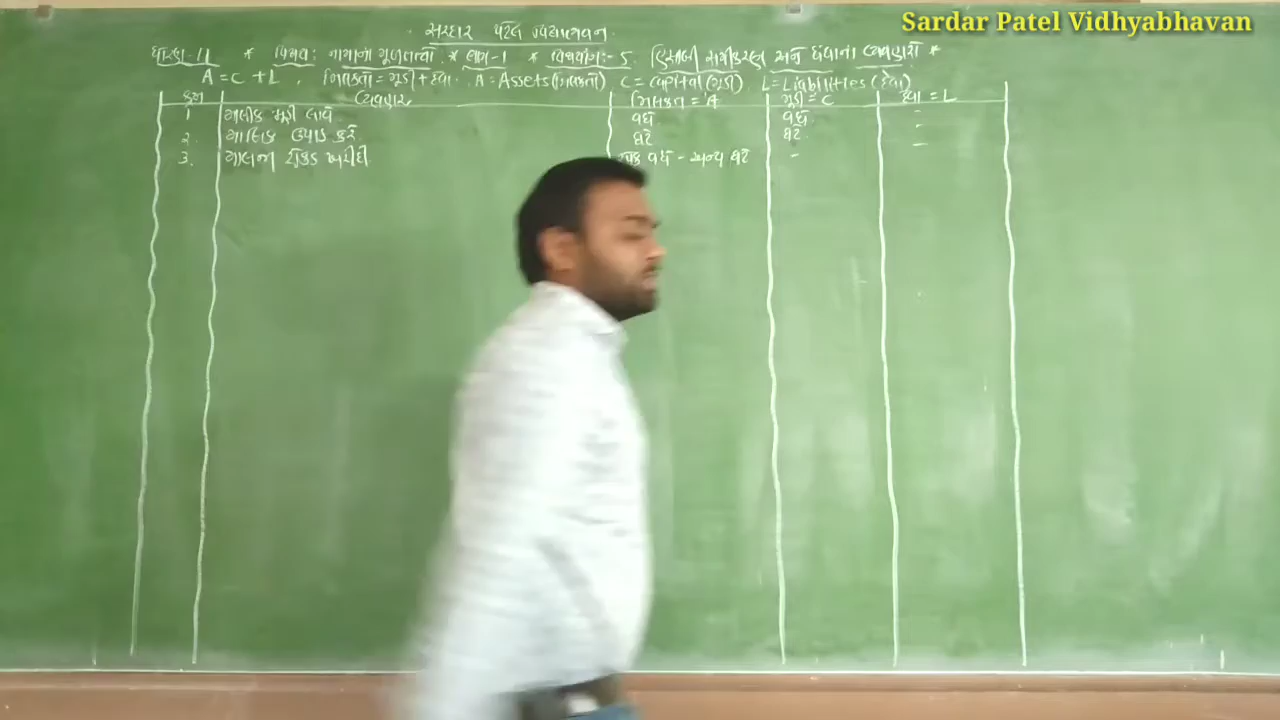 Sardar Patel Vidhyabhavan
સરદાર પટેલ વિદ્યાભવન.
ધોરણ-11 * વિષય: નામાનાં મૂળતત્ત્વો * ભાગ-1 * વિષયાંગ:- 5. હિસાબી સમીકરણ અને ધંધાના વ્યવહારો *
A = C + L , મિલકતો = મૂડી + દેવા. A = Assets (મિલકતો) C = Capital (મૂડી) L = Liabilities (દેવા)
ક્રમ વ્યવહાર મિલકત = A મૂડી = C દેવા = L
1 માલીક મૂડી લાવે વધે વધે. -
2. માલિક ઉપાડ કરે. ઘટે ઘટે. -
3. માલની રોકડ ખરીદી. એક વધે - અન્ય ઘટે -